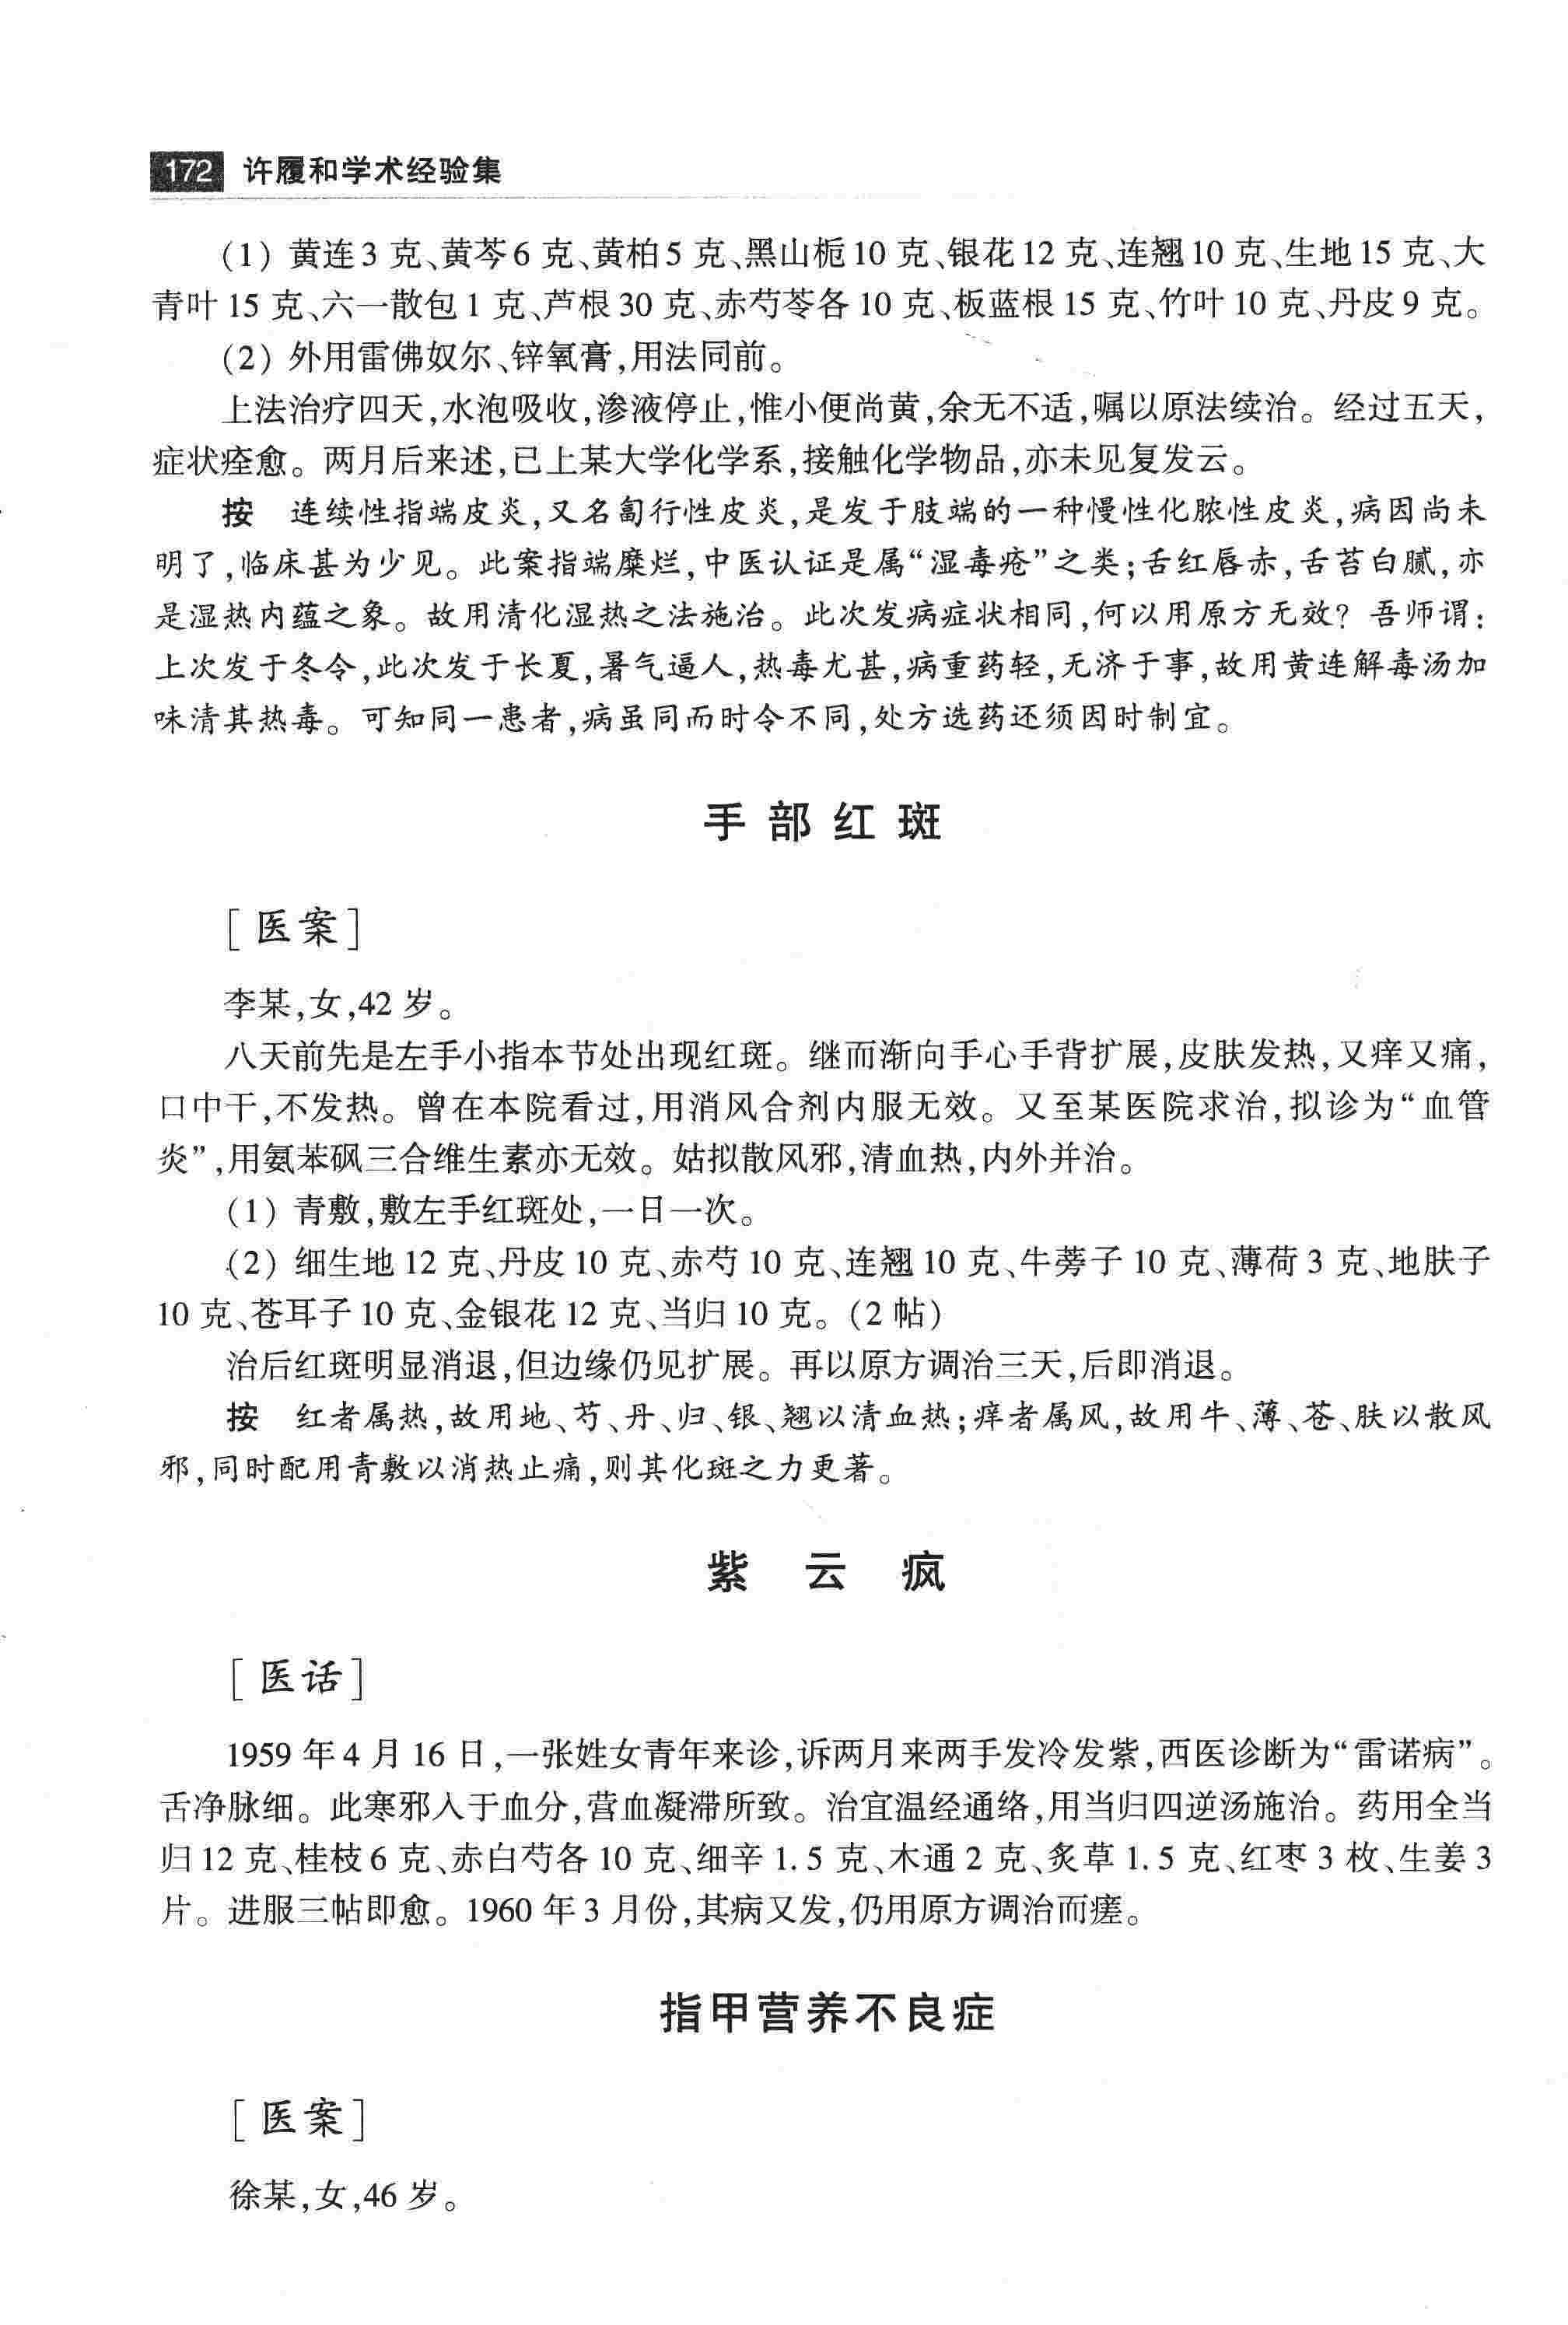 172 许履和学术经验集
(1) 黄连3 克、黄芩6 克、黄柏5 克、黑山栀10 克、银花12 克、连翘10 克、生地15 克、大
青叶 15 克、六一散包 1 克、芦根 30 克、赤芍苓各 10 克、板蓝根 15 克、竹叶 10 克、丹皮 9 克。
(2) 外用雷佛奴尔、锌氧膏,用法同前。
上法治疗四天,水泡吸收,渗液停止,惟小便尚黄,余无不适,嘱以原法续治。经过五天,
症状痊愈。两月后来述,已上某大学化学系,接触化学物品,亦未见复发云。
按　连续性指端皮炎,又名匐行性皮炎,是发于肢端的一种慢性化脓性皮炎,病因尚未
明了,临床甚为少见。此案指端糜烂,中医认证是属“湿毒疮”之类;舌红唇赤,舌苔白腻,亦
是湿热内蕴之象。故用清化湿热之法施治。此次发病症状相同,何以用原方无效? 吾师谓:
上次发于冬令,此次发于长夏,暑气逼人,热毒尤甚,病重药轻,无济于事,故用黄连解毒汤加
味清其热毒。可知同一患者,病虽同而时令不同,处方选药还须因时制宜。
手部红斑
[医案]
李某,女,42 岁。
八天前先是左手小指本节处出现红斑。继而渐向手心手背扩展,皮肤发热,又痒又痛,
口中干,不发热。曾在本院看过,用消风合剂内服无效。又至某医院求治,拟诊为“血管
炎”,用氨苯砜三合维生素亦无效。姑拟散风邪,清血热,内外并治。
(1) 青敷,敷左手红斑处,一日一次。
(2) 细生地 12 克、丹皮 10 克、赤芍 10 克、连翘 10 克、牛蒡子 10 克、薄荷 3 克、地肤子
10 克、苍耳子 10 克、金银花 12 克、当归 10 克。(2 帖)
治后红斑明显消退,但边缘仍见扩展。再以原方调治三天,后即消退。
按　红者属热,故用地、芍、丹、归、银、翘以清血热;痒者属风,故用牛、薄、苍、肤以散风
邪,同时配用青敷以消热止痛,则其化斑之力更著。
紫云疯
[医话]
1959 年 4 月 16 日,一张姓女青年来诊,诉两月来两手发冷发紫,西医诊断为“雷诺病”。
舌净脉细。此寒邪入于血分,营血凝滞所致。治宜温经通络,用当归四逆汤施治。药用全当
归 12 克、桂枝 6 克、赤白芍各 10 克、细辛 1.5 克、木通 2 克、炙草 1.5 克、红枣 3 枚、生姜 3
片。进服三帖即愈。1960 年 3 月份,其病又发,仍用原方调治而瘥。
指甲营养不良症
[医案]
徐某,女,46 岁。